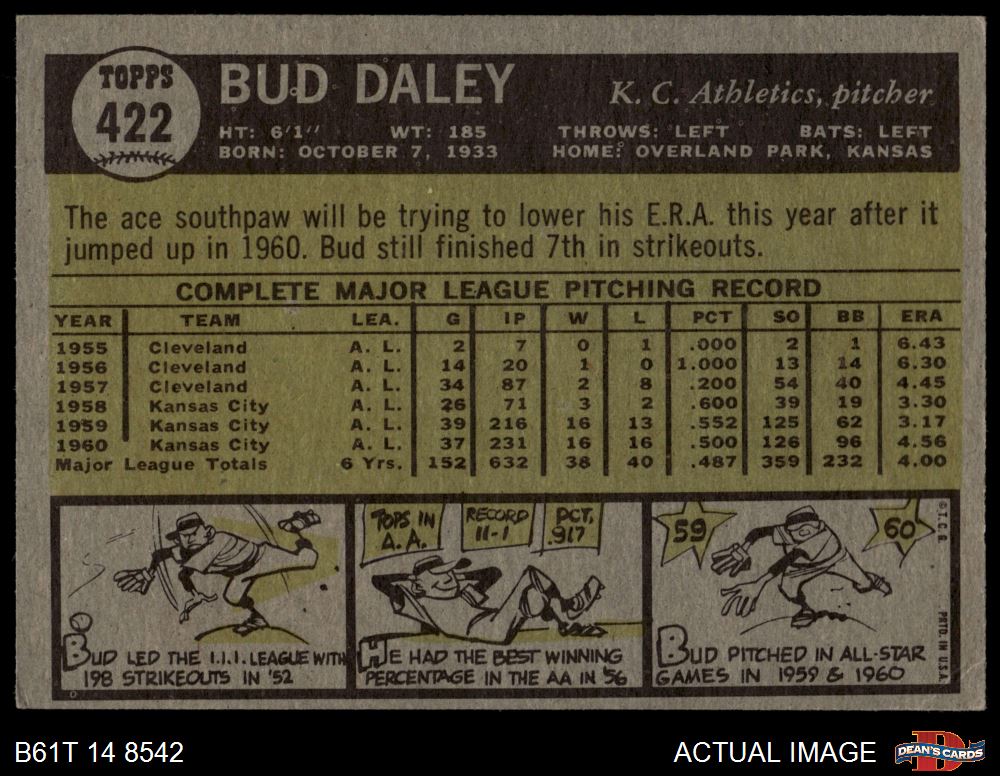 TOPPS
422
BUD DALEY
K. C. Athletics, pitcher
HT: 6'1" WT: 185 THROWS: LEFT BATS: LEFT
BORN: OCTOBER 7, 1933 HOME: OVERLAND PARK, KANSAS
The ace southpaw will be trying to lower his E.R.A. this year after it
jumped up in 1960. Bud still finished 7th in strikeouts.
COMPLETE MAJOR LEAGUE PITCHING RECORD
YEAR TEAM LEA. G IP W L PCT SO BB ERA
1955 Cleveland A. L. 2 7 0 1 .000 2 1 6.43
1956 Cleveland A. L. 14 20 1 0 1.000 13 14 6.30
1957 Cleveland A. L. 34 87 2 8 .200 54 40 4.45
1958 Kansas City A. L. 26 71 3 2 .600 39 19 3.30
1959 Kansas City A. L. 39 216 16 13 .552 125 62 3.17
1960 Kansas City A. L. 37 231 16 16 .500 126 96 4.56
Major League Totals 6 Yrs. 152 632 38 40 .487 359 232 4.00
BUD LED THE I.I.I. LEAGUE WITH
198 STRIKEOUTS IN '52
TOPS IN
A.A.
RECORD
11-1
PCT.
.917
HE HAD THE BEST WINNING
PERCENTAGE IN THE AA IN '56
59
60
BUD PITCHED IN ALL-STAR
GAMES IN 1959 & 1960
©T.C.G. PRTD. IN U.S.A.
B61T 14 8542
ACTUAL IMAGE
DEAN'S CARDS